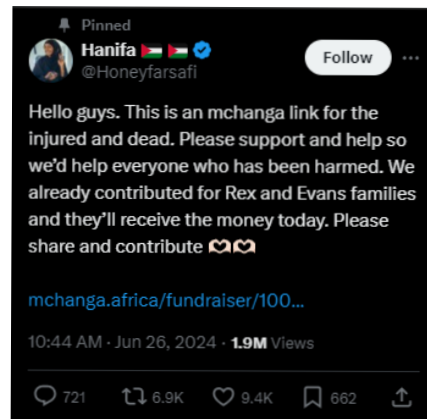 Pinned
Hanifa 🇵🇸 🇵🇸
@Honeyfarsafi
Follow
Hello guys. This is an mchanga link for the
injured and dead. Please support and help so
we'd help everyone who has been harmed. We
already contributed for Rex and Evans families
and they'll receive the money today. Please
share and contribute 🫶🏻🫶🏻
mchanga.africa/fundraiser/100...
10:44 AM · Jun 26, 2024 · 1.9M Views
721 6.9K 9.4K 662